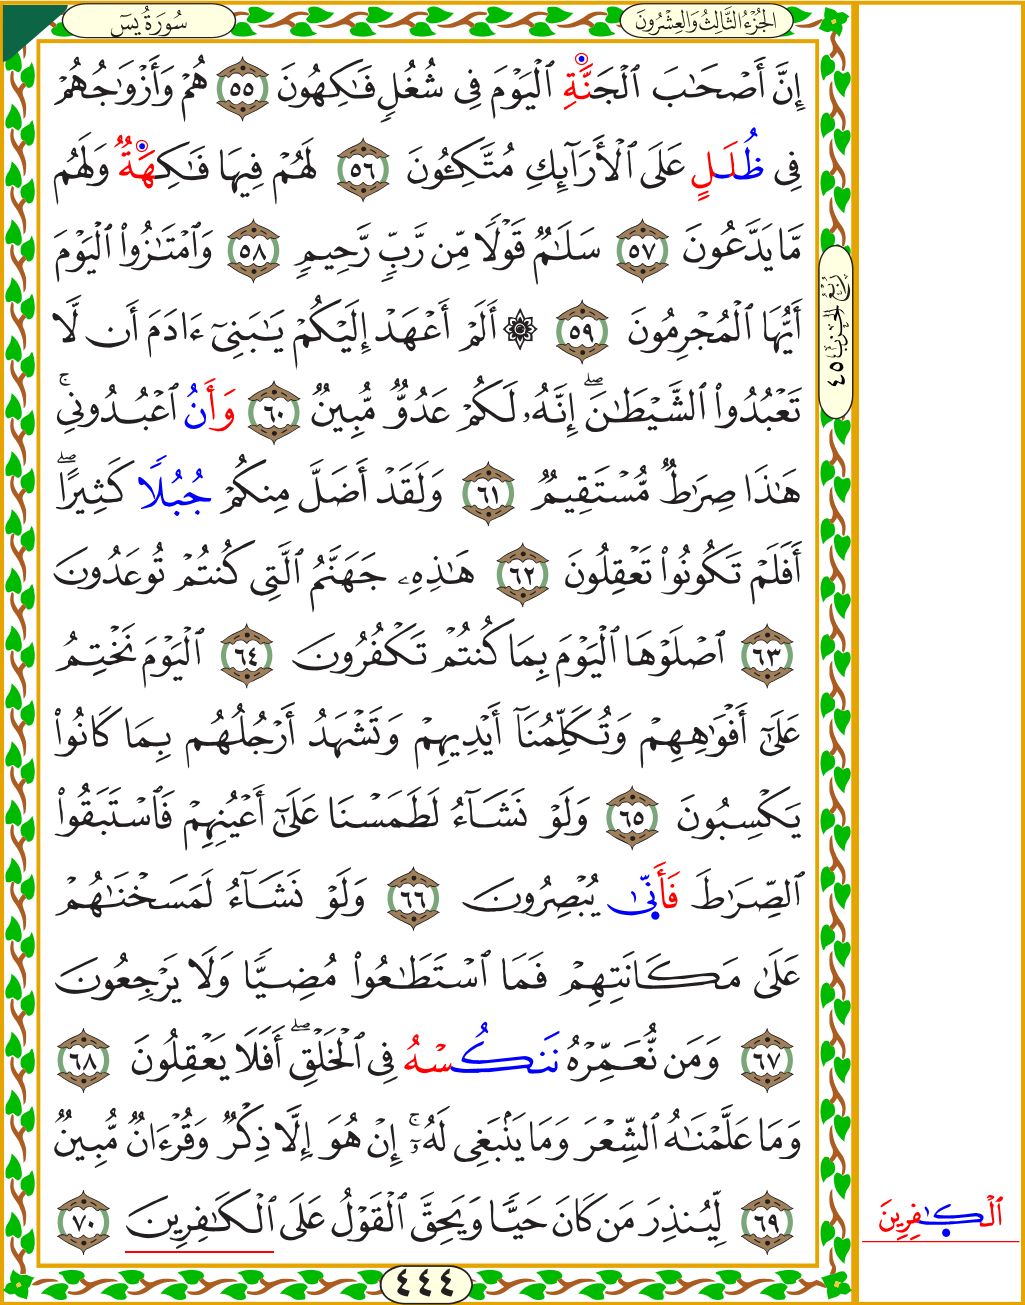 سُورَةُ يسٓ
الجُزْءُ الثَّالِثُ وَالعِشْرُونَ
إِنَّ أَصْحَٰبَ ٱلْجَنَّةِ ٱلْيَوْمَ فِى شُغُلٍ فَٰكِهُونَ ٥٥ هُمْ وَأَزْوَٰجُهُمْ
فِى ظُلَلٍ عَلَى ٱلْأَرَآئِكِ مُتَّكِـُٔونَ ٥٦ لَهُمْ فِيهَا فَٰكِهَةٌ وَلَهُم
مَّا يَدَّعُونَ ٥٧ سَلَٰمٌ قَوْلًا مِّن رَّبٍّ رَّحِيمٍ ٥٨ وَٱمْتَٰزُوا۟ ٱلْيَوْمَ
أَيُّهَا ٱلْمُجْرِمُونَ ٥٩ ۞ أَلَمْ أَعْهَدْ إِلَيْكُمْ يَٰبَنِىٓ ءَادَمَ أَن لَّا
تَعْبُدُوا۟ ٱلشَّيْطَٰنَ ۖ إِنَّهُۥ لَكُمْ عَدُوٌّ مُّبِينٌ ٦٠ وَأَنُ ٱعْبُدُونِى ۚ
هَٰذَا صِرَٰطٌ مُّسْتَقِيمٌ ٦١ وَلَقَدْ أَضَلَّ مِنكُمْ جُبُلًا كَثِيرًا ۖ
أَفَلَمْ تَكُونُوا۟ تَعْقِلُونَ ٦٢ هَٰذِهِۦ جَهَنَّمُ ٱلَّتِى كُنتُمْ تُوعَدُونَ
٦٣ ٱصْلَوْهَا ٱلْيَوْمَ بِمَا كُنتُمْ تَكْفُرُونَ ٦٤ ٱلْيَوْمَ نَخْتِمُ
عَلَىٰٓ أَفْوَٰهِهِمْ وَتُكَلِّمُنَآ أَيْدِيهِمْ وَتَشْهَدُ أَرْجُلُهُم بِمَا كَانُوا۟
يَكْسِبُونَ ٦٥ وَلَوْ نَشَآءُ لَطَمَسْنَا عَلَىٰٓ أَعْيُنِهِمْ فَٱسْتَبَقُوا۟
ٱلصِّرَٰطَ فَأَنَّىٰ يُبْصِرُونَ ٦٦ وَلَوْ نَشَآءُ لَمَسَخْنَٰهُمْ
عَلَىٰ مَكَانَتِهِمْ فَمَا ٱسْتَطَٰعُوا۟ مُضِيًّا وَلَا يَرْجِعُونَ
٦٧ وَمَن نُّعَمِّرْهُ نَنكُسْهُ فِى ٱلْخَلْقِ ۖ أَفَلَا يَعْقِلُونَ ٦٨
وَمَا عَلَّمْنَٰهُ ٱلشِّعْرَ وَمَا يَنۢبَغِى لَهُۥٓ ۚ إِنْ هُوَ إِلَّا ذِكْرٌ وَقُرْءَانٌ مُّبِينٌ
٦٩ لِّيُنذِرَ مَن كَانَ حَيًّا وَيَحِقَّ ٱلْقَوْلُ عَلَى ٱلْكَٰفِرِينَ ٧٠
رُبْعُ الحِزْبِ ٤٥
ٱلْكَٰفِرِينَ
٤٤٤